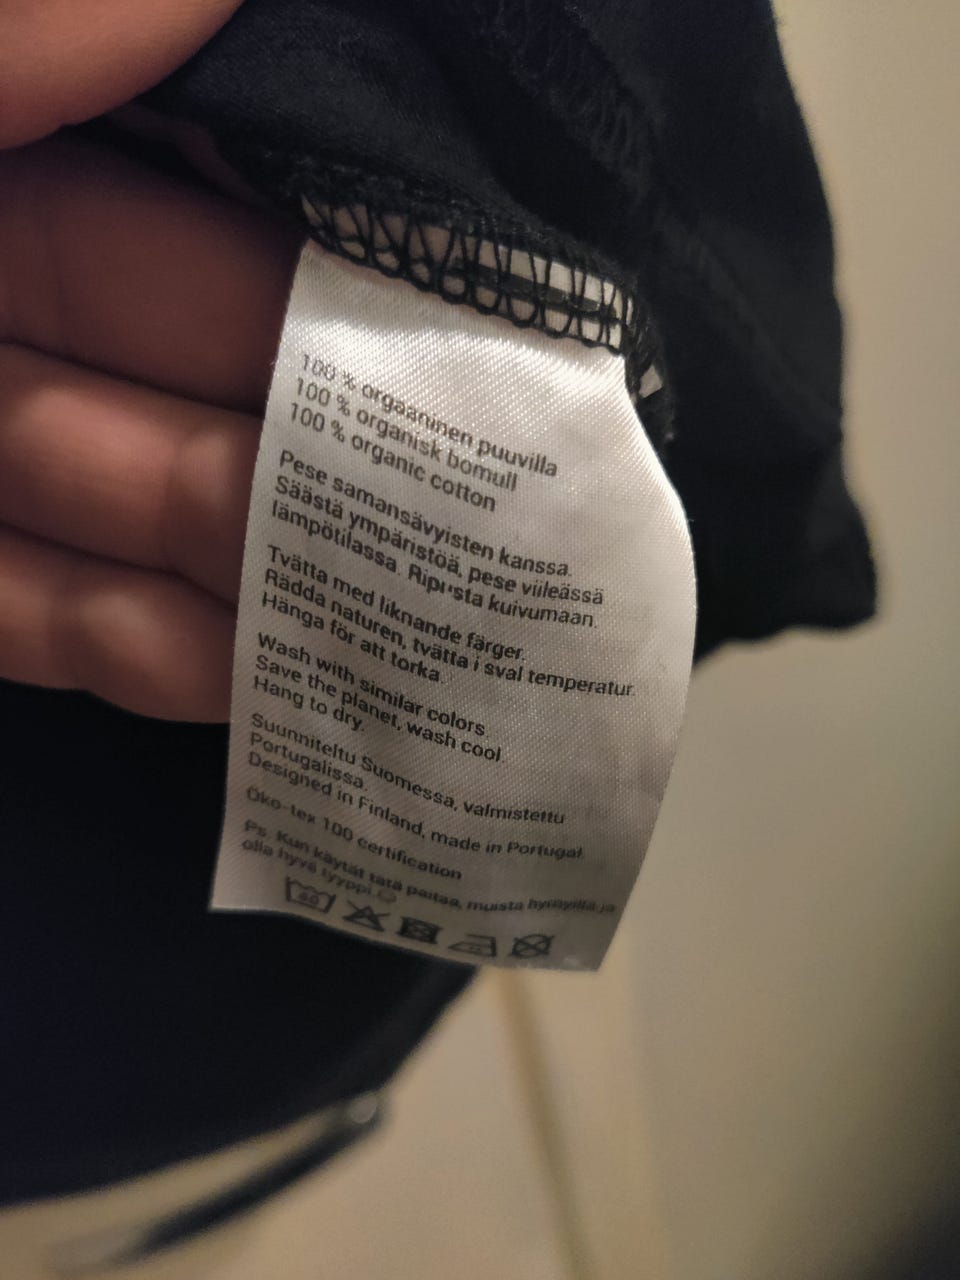 100 % orgaaninen puuvilla
100 % organisk bomull
100 % organic cotton
Pese samansävyisten kanssa.
Säästä ympäristöä, pese viileässä
lämpötilassa. Ripusta kuivumaan.
Tvätta med liknande färger.
Rädda naturen, tvätta i sval temperatur.
Hänga för att torka
Wash with similar colors.
Save the planet, wash cool.
Hang to dry.
Suunniteltu Suomessa, valmistettu
Portugalissa.
Designed in Finland, made in Portugal.
Öko-tex 100 certification
Ps. Kun käytät tätä paitaa, muista hymyillä ja
olla hyvä tyyppi.